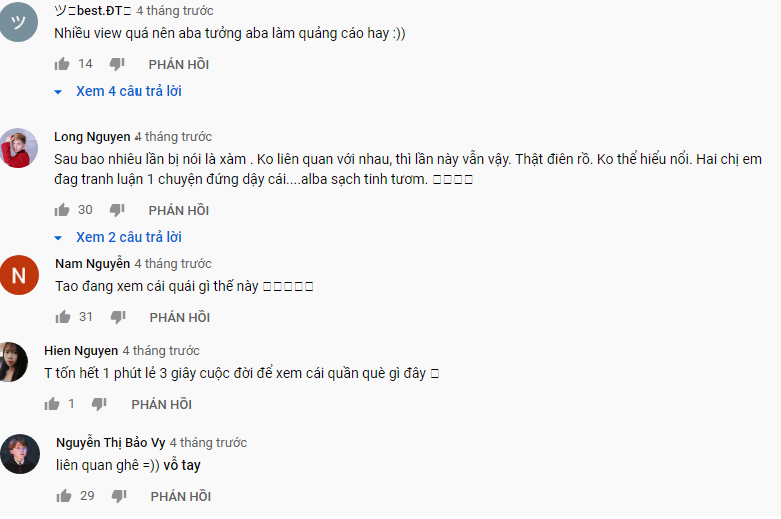 ツ
ツ□best.ĐT□ 4 tháng trước
Nhiều view quá nên aba tưởng aba làm quảng cáo hay :))
14 PHẢN HỒI
Xem 4 câu trả lời
Long Nguyen 4 tháng trước
Sau bao nhiêu lần bị nói là xàm . Ko liên quan với nhau, thì lần này vẫn vậy. Thật điên rồ. Ko thể hiểu nổi. Hai chị em
đag tranh luận 1 chuyện đứng dậy cái....alba sạch tinh tươm. □□□□
30 PHẢN HỒI
Xem 2 câu trả lời
N
Nam Nguyễn 4 tháng trước
Tao đang xem cái quái gì thế này □□□□□
31 PHẢN HỒI
Hien Nguyen 4 tháng trước
T tốn hết 1 phút lẻ 3 giây cuộc đời để xem cái quần què gì đây □
1 PHẢN HỒI
Nguyễn Thị Bảo Vy 4 tháng trước
liên quan ghê =)) vỗ tay
29 PHẢN HỒI